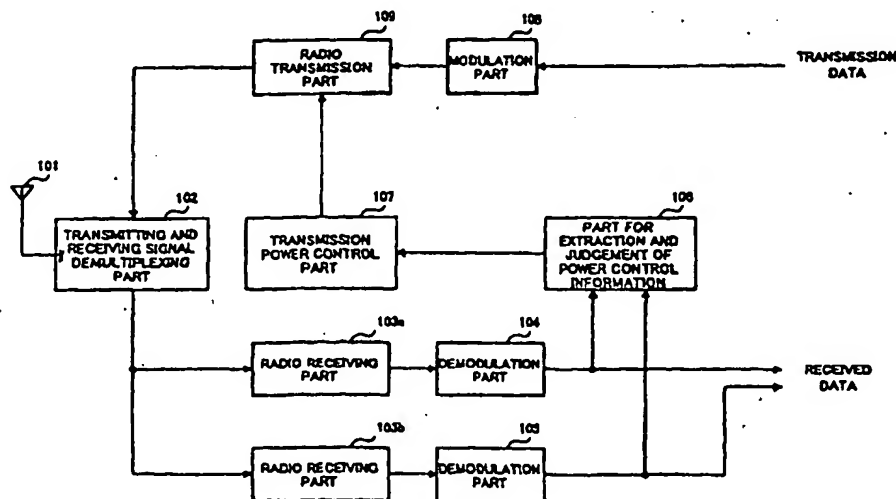 109
RADIO
TRANSMISSION
PART
108
MODULATION
PART
TRANSMISSION
DATA
101
102
TRANSMITTING AND
RECEIVING SIGNAL
DEMULTIPLEXING
PART
107
TRANSMISSION
POWER CONTROL
PART
106
PART FOR
EXTRACTION AND
JUDGEMENT OF
POWER CONTROL
INFORMATION
103a
RADIO RECEIVING
PART
104
DEMODULATION
PART
RECEIVED
DATA
103b
RADIO RECEIVING
PART
105
DEMODULATION
PART